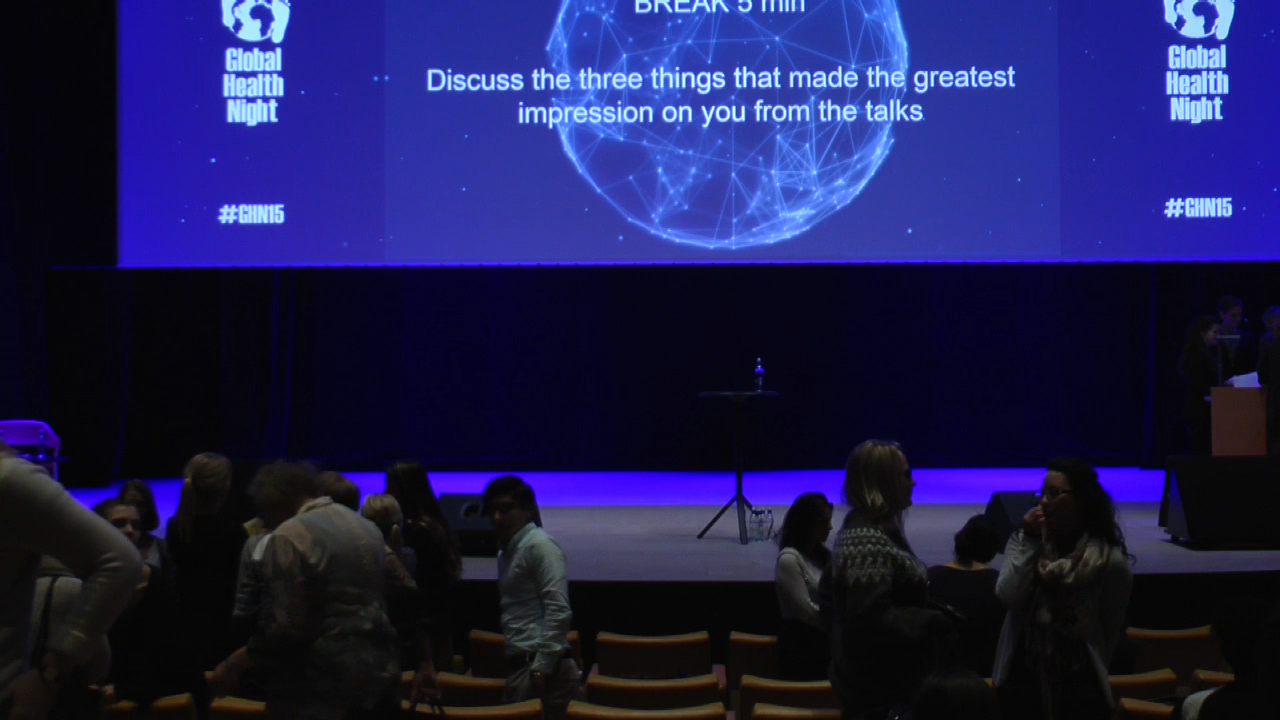 BREAK 5 min
Discuss the three things that made the greatest
impression on you from the talks
Global
Health
Night
#GHN15
Global
Health
Night
#GHN15